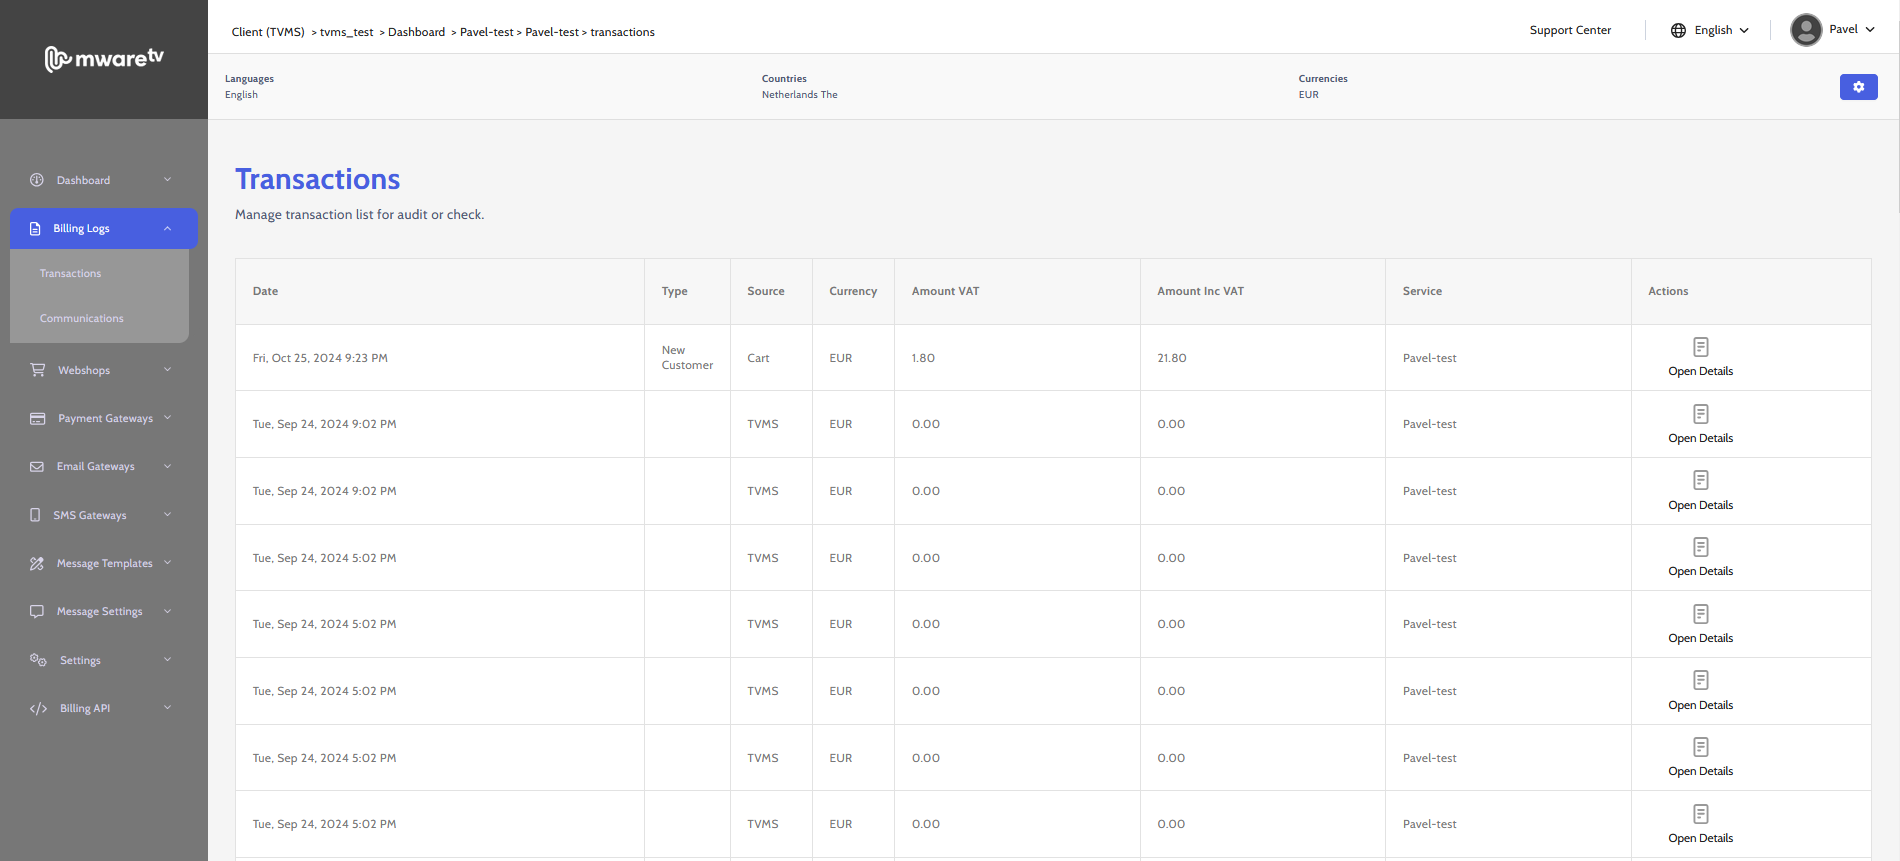 mwaretv
Client (TVMS) > tvms_test > Dashboard > Pavel-test > Pavel-test > transactions
Support Center
English
Pavel
Languages
English
Countries
Netherlands The
Currencies
EUR
Dashboard
Billing Logs
Transactions
Communications
Webshops
Payment Gateways
Email Gateways
SMS Gateways
Message Templates
Message Settings
Settings
Billing API
Transactions
Manage transaction list for audit or check.
Date Type Source Currency Amount VAT Amount Inc VAT Service Actions
Fri, Oct 25, 2024 9:23 PM New Customer Cart EUR 1.80 21.80 Pavel-test Open Details
Tue, Sep 24, 2024 9:02 PM TVMS EUR 0.00 0.00 Pavel-test Open Details
Tue, Sep 24, 2024 9:02 PM TVMS EUR 0.00 0.00 Pavel-test Open Details
Tue, Sep 24, 2024 5:02 PM TVMS EUR 0.00 0.00 Pavel-test Open Details
Tue, Sep 24, 2024 5:02 PM TVMS EUR 0.00 0.00 Pavel-test Open Details
Tue, Sep 24, 2024 5:02 PM TVMS EUR 0.00 0.00 Pavel-test Open Details
Tue, Sep 24, 2024 5:02 PM TVMS EUR 0.00 0.00 Pavel-test Open Details
Tue, Sep 24, 2024 5:02 PM TVMS EUR 0.00 0.00 Pavel-test Open Details